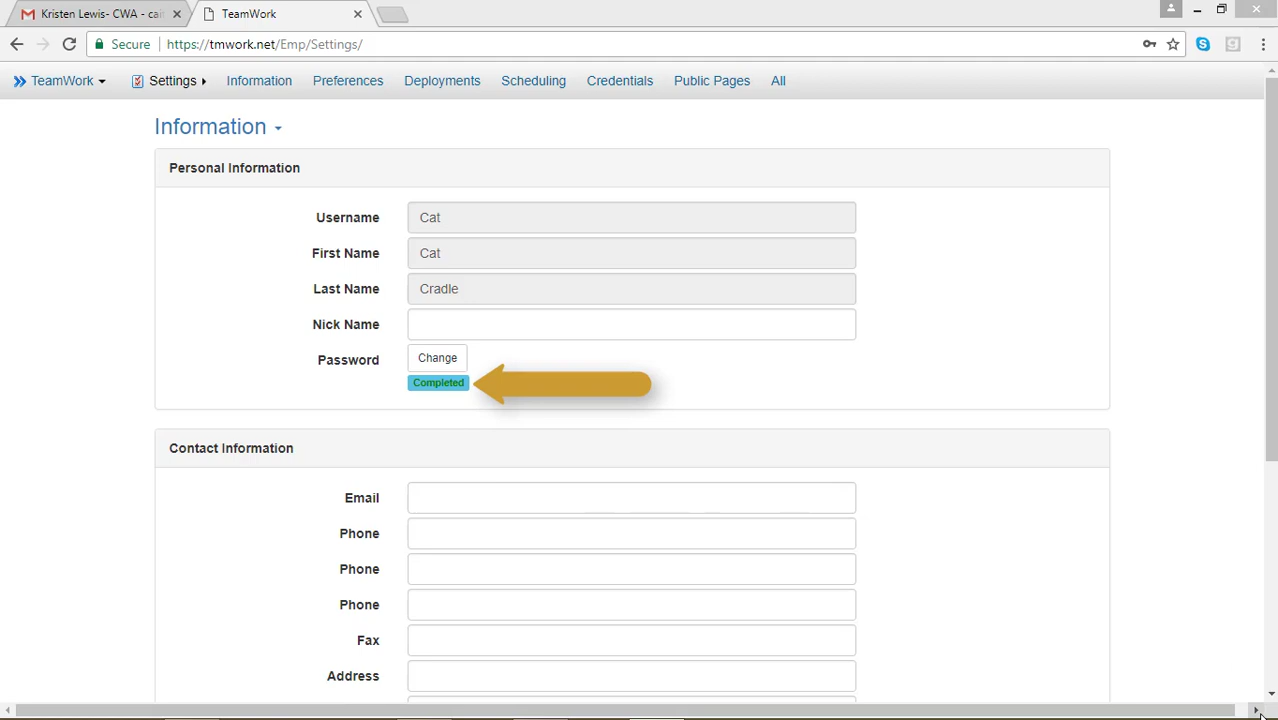 Kristen Lewis- CWA - cai
TeamWork
Secure
https://tmwork.net/Emp/Settings/
TeamWork Settings Information Preferences Deployments Scheduling Credentials Public Pages All
Information
Personal Information
Username Cat
First Name Cat
Last Name Cradle
Nick Name
Password Change
Completed
Contact Information
Email
Phone
Phone
Phone
Fax
Address